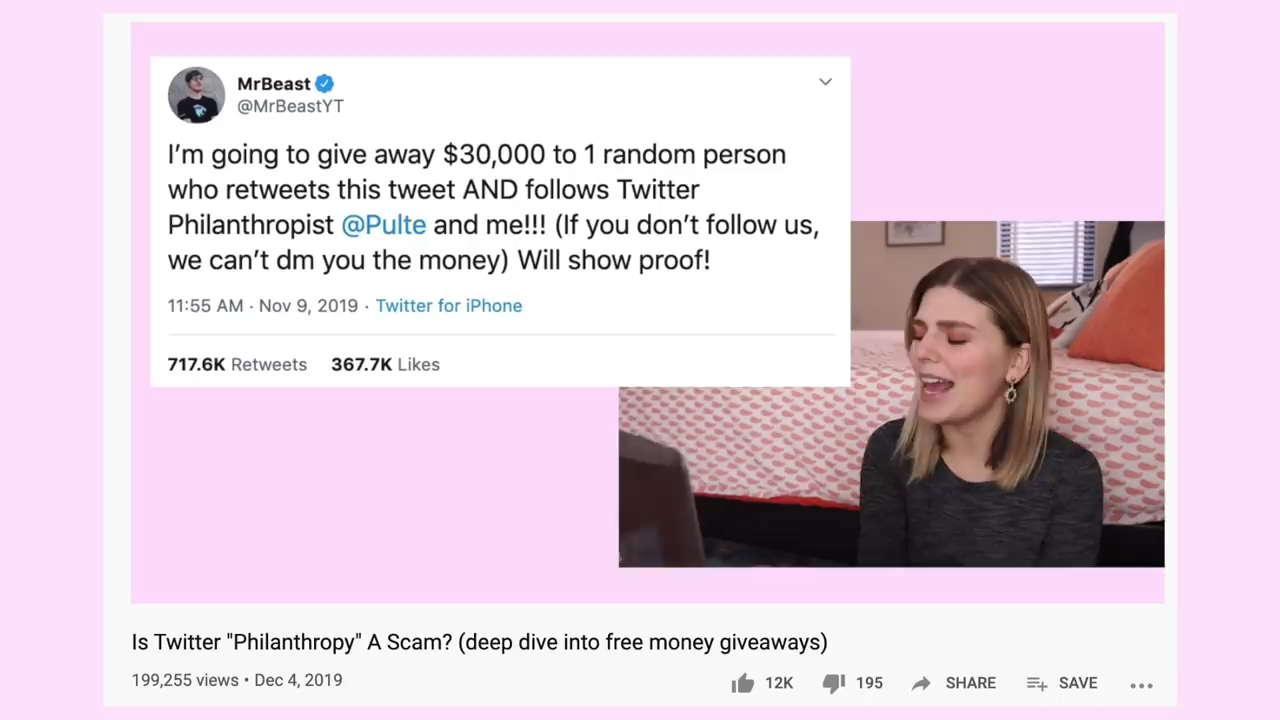 MrBeast
@MrBeastYT
I’m going to give away $30,000 to 1 random person
who retweets this tweet AND follows Twitter
Philanthropist @Pulte and me!!! (If you don’t follow us,
we can’t dm you the money) Will show proof!
11:55 AM · Nov 9, 2019 · Twitter for iPhone
717.6K Retweets 367.7K Likes
Is Twitter "Philanthropy" A Scam? (deep dive into free money giveaways)
199,255 views • Dec 4, 2019
12K 195 SHARE SAVE